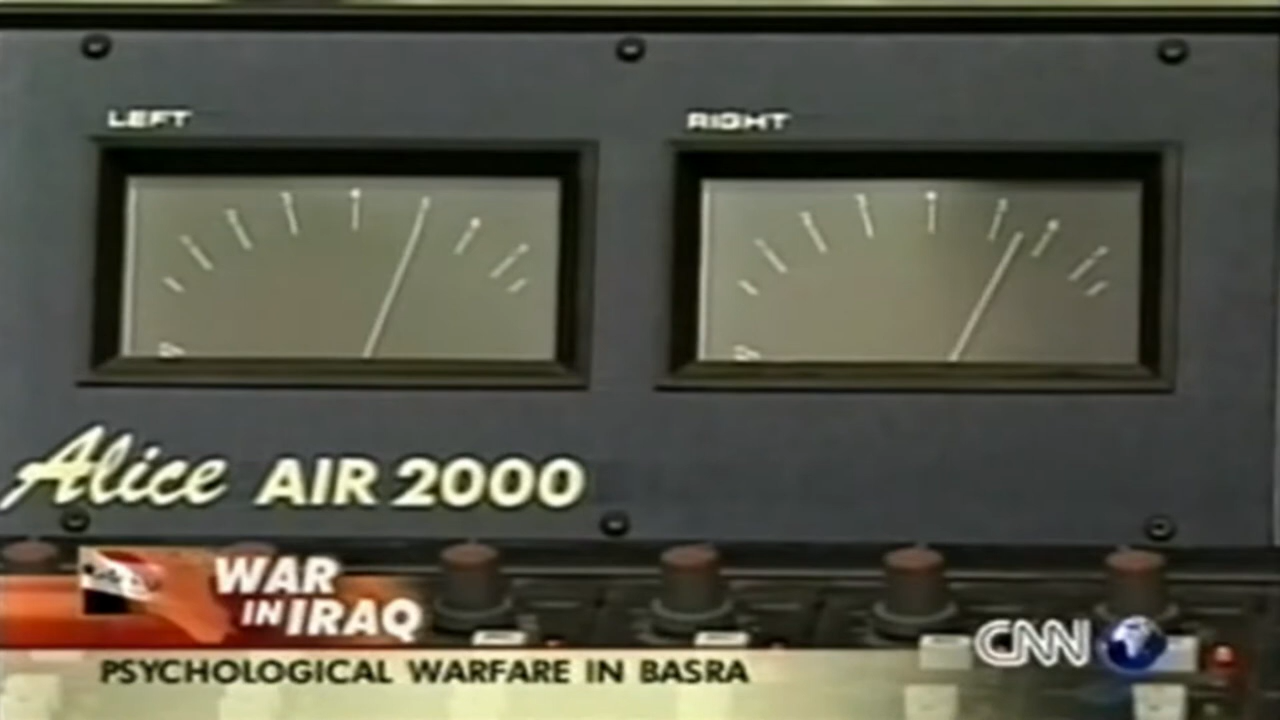 LEFT
RIGHT
Alice AIR 2000
WAR
IN IRAQ
CNN
PSYCHOLOGICAL WARFARE IN BASRA